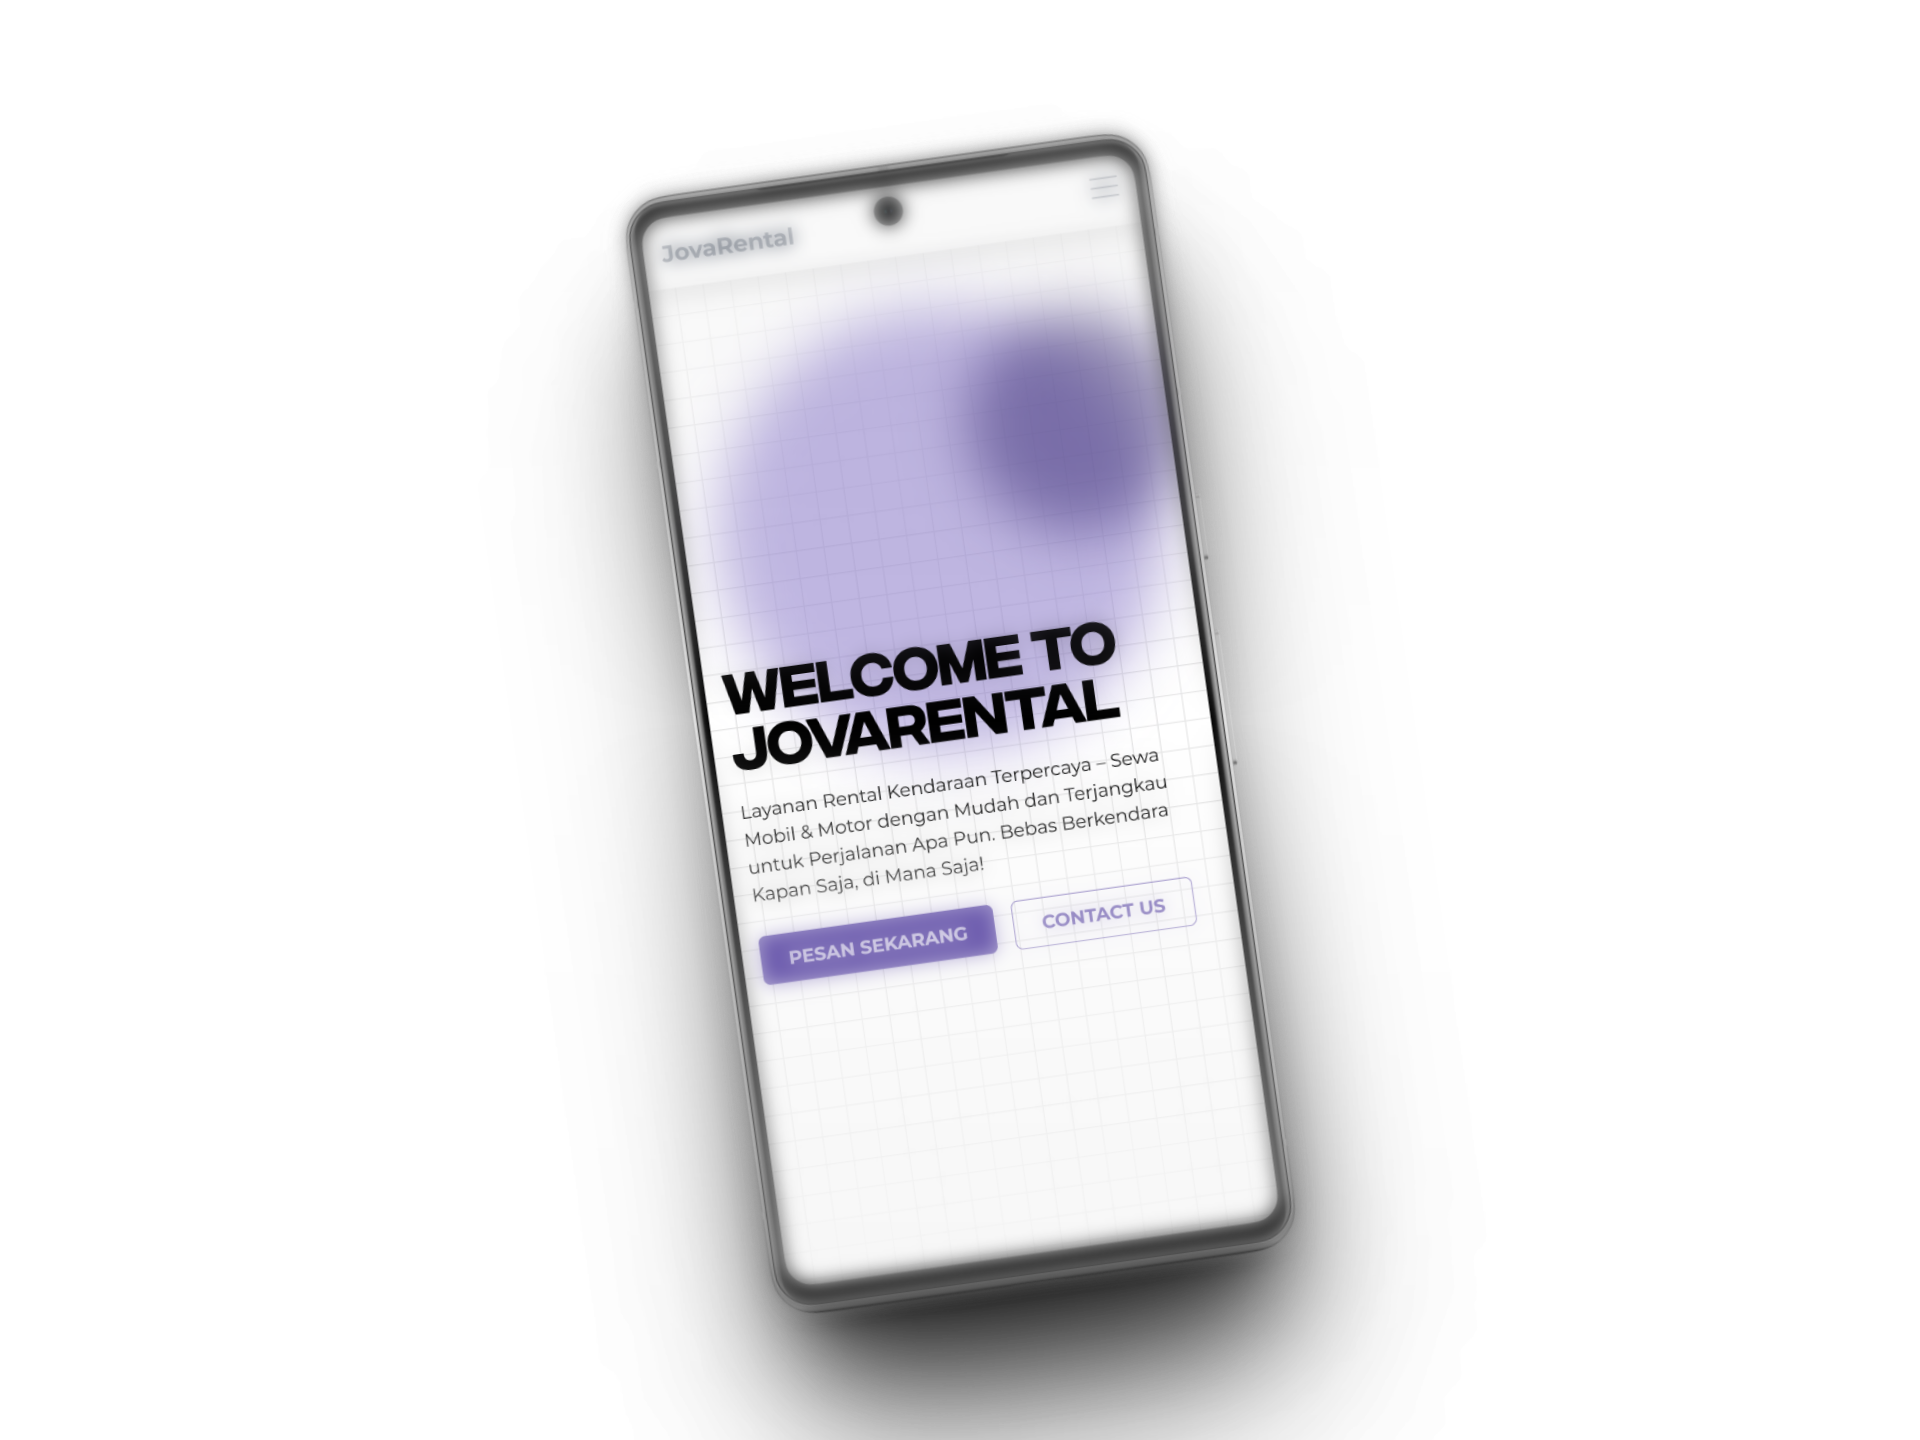 JovaRental
WELCOME TO
JOVARENTAL
Layanan Rental Kendaraan Terpercaya – Sewa
Mobil & Motor dengan Mudah dan Terjangkau
untuk Perjalanan Apa Pun. Bebas Berkendara
Kapan Saja, di Mana Saja!
PESAN SEKARANG
CONTACT US